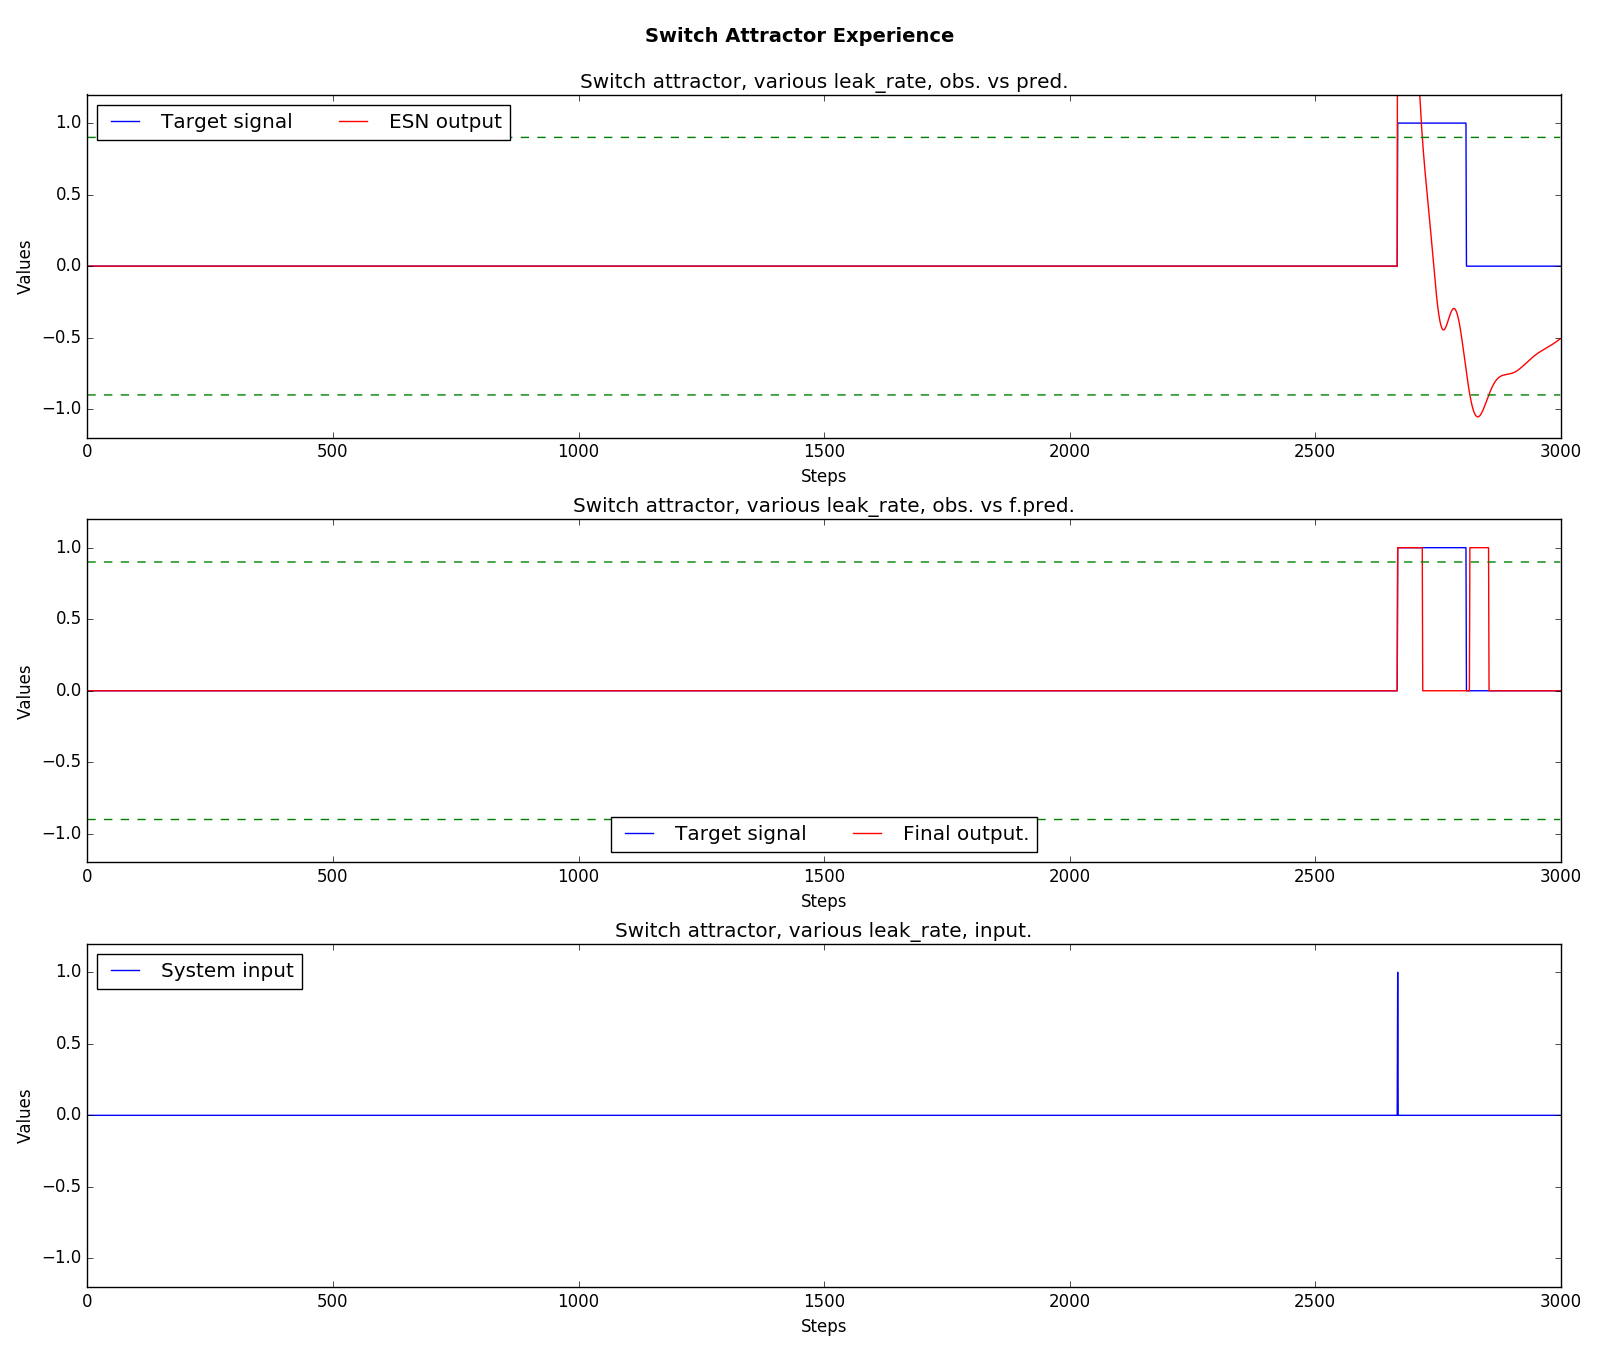 Switch Attractor Experience
Switch attractor, various leak_rate, obs. vs pred.
Target signal ESN output
Values
1.0
0.5
0.0
−0.5
−1.0
0 500 1000 1500 2000 2500 3000
Steps
Switch attractor, various leak_rate, obs. vs f.pred.
Values
1.0
0.5
0.0
−0.5
−1.0
Target signal Final output.
0 500 1000 1500 2000 2500 3000
Steps
Switch attractor, various leak_rate, input.
System input
Values
1.0
0.5
0.0
−0.5
−1.0
0 500 1000 1500 2000 2500 3000
Steps